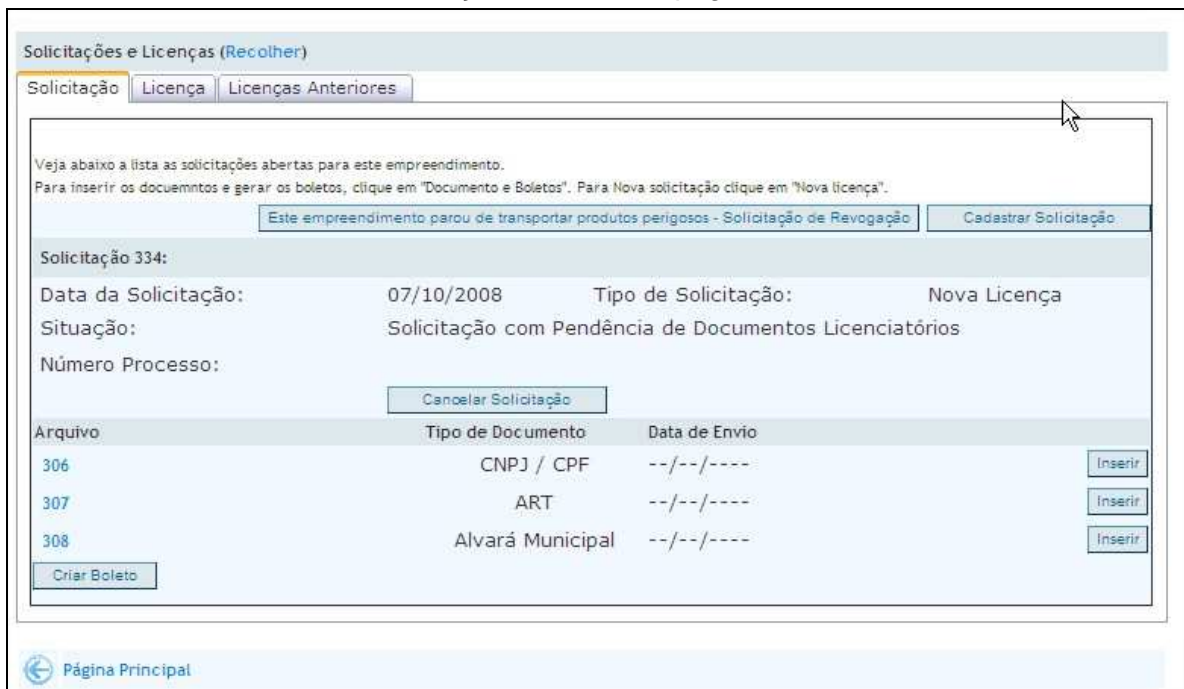 Solicitações e Licenças (Recolher)
Solicitação Licença Licenças Anteriores
Veja abaixo a lista as solicitações abertas para este empreendimento.
Para inserir os docuemntos e gerar os boletos, clique em "Documento e Boletos". Para Nova solicitação clique em "Nova licença".
Este empreendimento parou de transportar produtos perigosos - Solicitação de Revogação Cadastrar Solicitação
Solicitação 334:
Data da Solicitação: 07/10/2008 Tipo de Solicitação: Nova Licença
Situação: Solicitação com Pendência de Documentos Licenciatórios
Número Processo:
Cancelar Solicitação
Arquivo Tipo de Documento Data de Envio
306 CNPJ / CPF --/--/---- Inserir
307 ART --/--/---- Inserir
308 Alvará Municipal --/--/---- Inserir
Criar Boleto
Página Principal